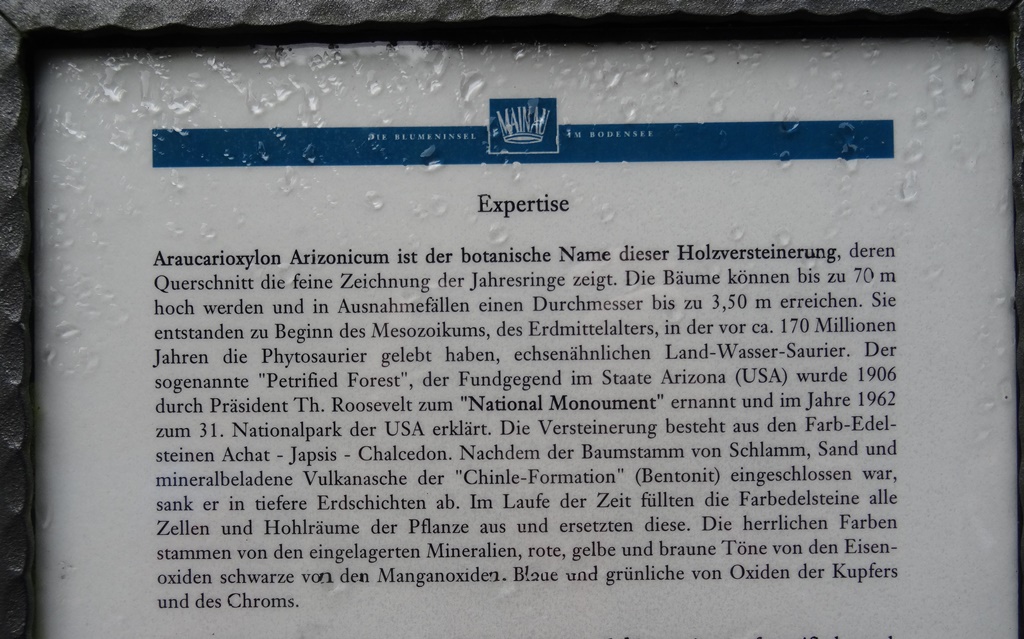 DIE BLUMENINSEL MAINAU IM BODENSEE
Expertise
Araucarioxylon Arizonicum ist der botanische Name dieser Holzversteinerung, deren
Querschnitt die feine Zeichnung der Jahresringe zeigt. Die Bäume können bis zu 70 m
hoch werden und in Ausnahmefällen einen Durchmesser bis zu 3,50 m erreichen. Sie
entstanden zu Beginn des Mesozoikums, des Erdmittelalters, in der vor ca. 170 Millionen
Jahren die Phytosaurier gelebt haben, echsenähnlichen Land-Wasser-Saurier. Der
sogenannte "Petrified Forest", der Fundgegend im Staate Arizona (USA) wurde 1906
durch Präsident Th. Roosevelt zum "National Monoument" ernannt und im Jahre 1962
zum 31. Nationalpark der USA erklärt. Die Versteinerung besteht aus den Farb-Edel-
steinen Achat - Japsis - Chalcedon. Nachdem der Baumstamm von Schlamm, Sand und
mineralbeladene Vulkanasche der "Chinle-Formation" (Bentonit) eingeschlossen war,
sank er in tiefere Erdschichten ab. Im Laufe der Zeit füllten die Farbedelsteine alle
Zellen und Hohlräume der Pflanze aus und ersetzten diese. Die herrlichen Farben
stammen von den eingelagerten Mineralien, rote, gelbe und braune Töne von den Eisen-
oxiden schwarze von den Manganoxiden. Blaue und grünliche von Oxiden der Kupfers
und des Chroms.